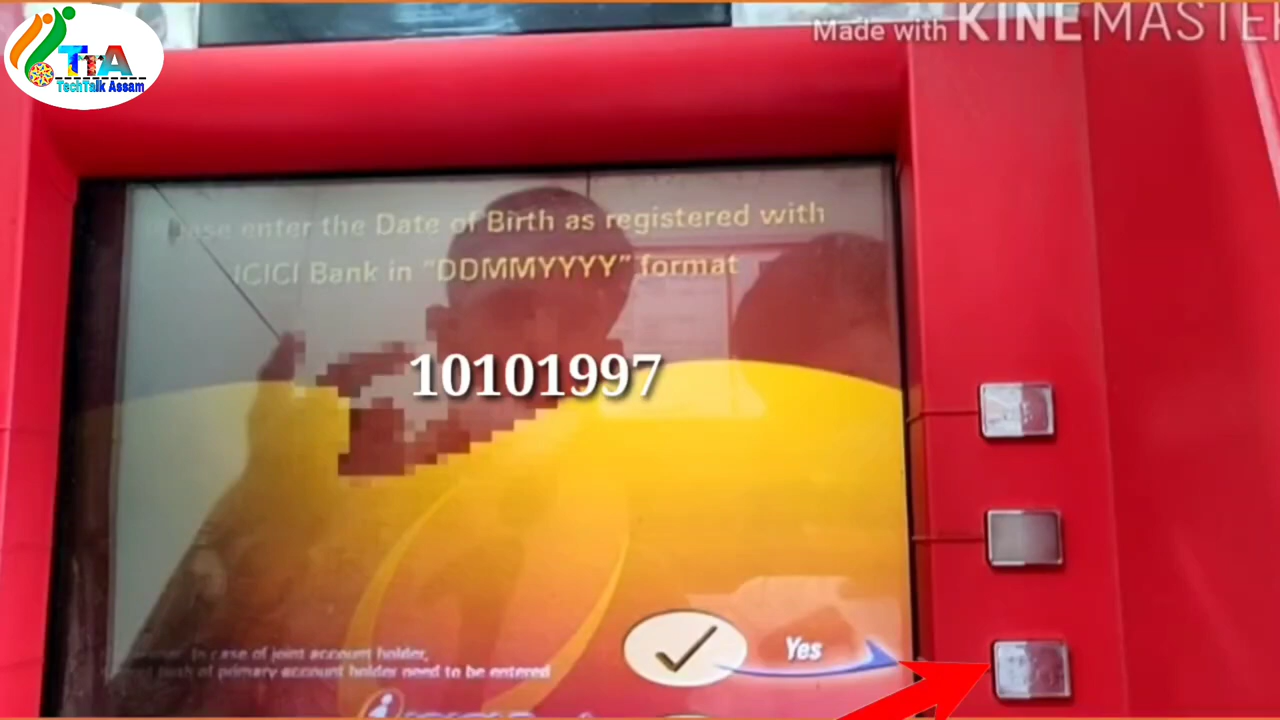 TTA
TechTalk Assam
Made with KINEMASTER
enter the Date of Birth as registered with
ICICI Bank in "DDMMYYYY" format
10101997
In case of joint account holder,
of primary account holder need to be entered
Yes